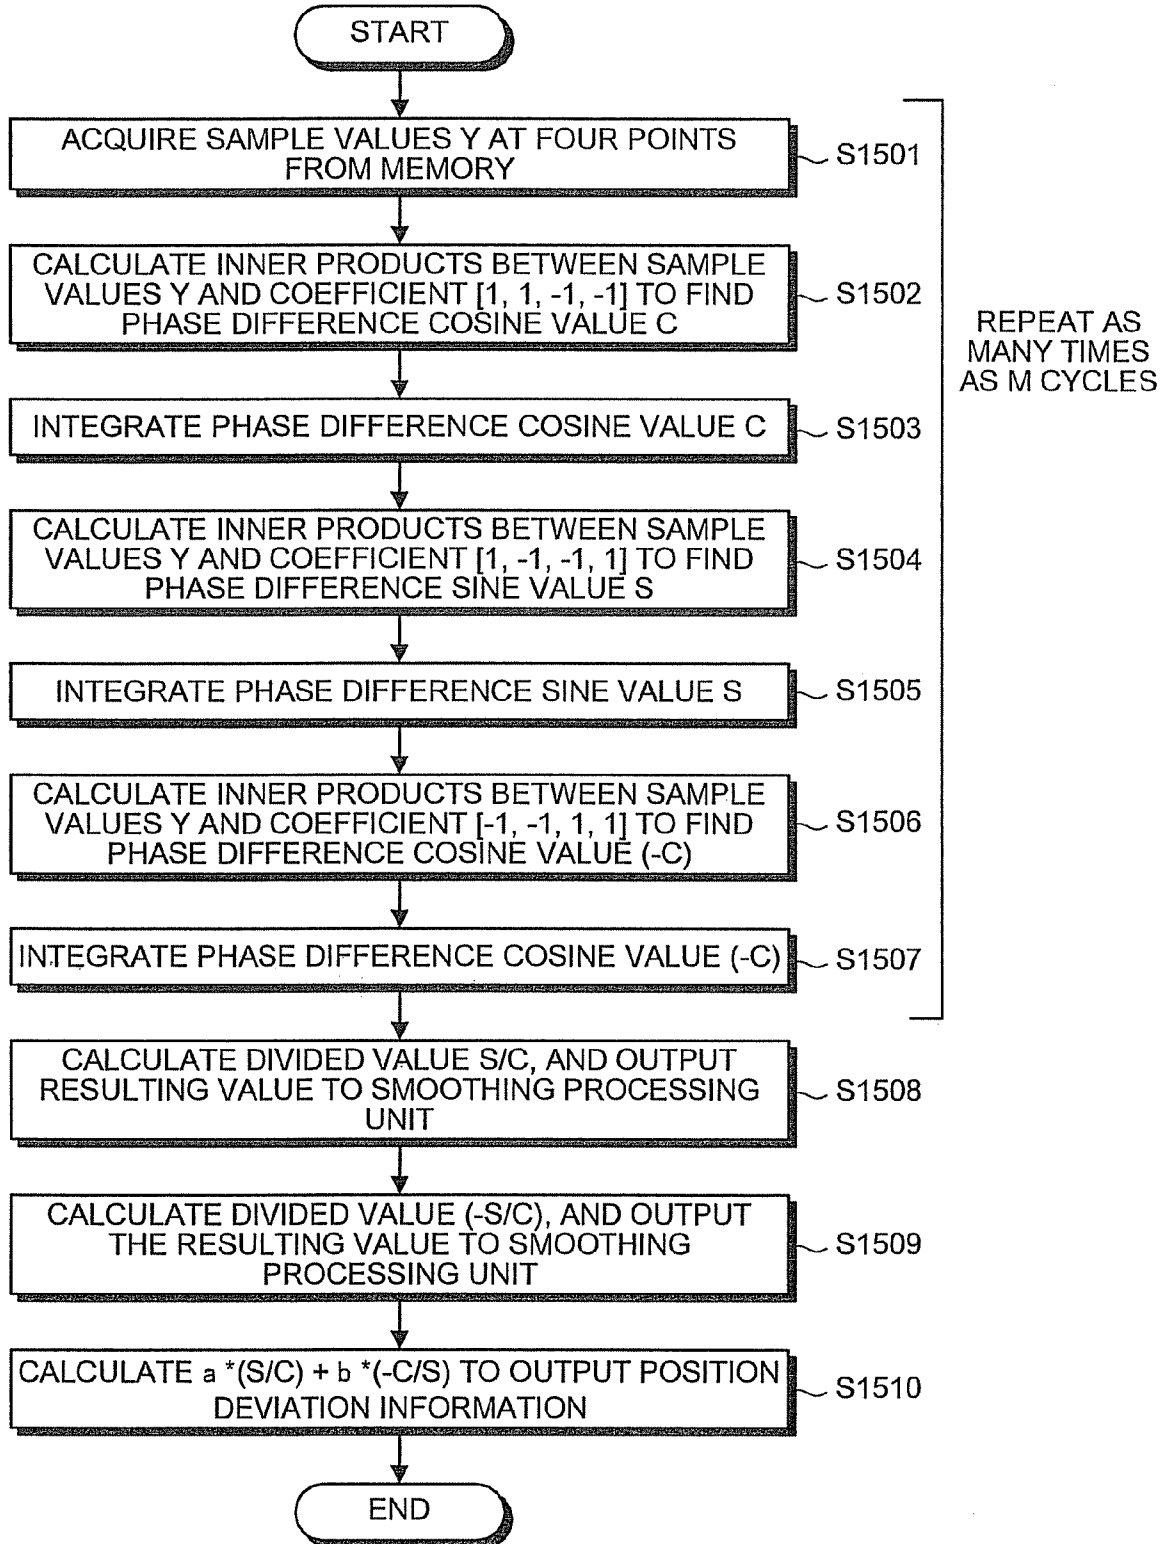 START
ACQUIRE SAMPLE VALUES Y AT FOUR POINTS
FROM MEMORY
S1501
CALCULATE INNER PRODUCTS BETWEEN SAMPLE
VALUES Y AND COEFFICIENT [1, 1, -1, -1] TO FIND
PHASE DIFFERENCE COSINE VALUE C
S1502
REPEAT AS
MANY TIMES
AS M CYCLES
INTEGRATE PHASE DIFFERENCE COSINE VALUE C
S1503
CALCULATE INNER PRODUCTS BETWEEN SAMPLE
VALUES Y AND COEFFICIENT [1, -1, -1, 1] TO FIND
PHASE DIFFERENCE SINE VALUE S
S1504
INTEGRATE PHASE DIFFERENCE SINE VALUE S
S1505
CALCULATE INNER PRODUCTS BETWEEN SAMPLE
VALUES Y AND COEFFICIENT [-1, -1, 1, 1] TO FIND
PHASE DIFFERENCE COSINE VALUE (-C)
S1506
INTEGRATE PHASE DIFFERENCE COSINE VALUE (-C)
S1507
CALCULATE DIVIDED VALUE S/C, AND OUTPUT
RESULTING VALUE TO SMOOTHING PROCESSING
UNIT
S1508
CALCULATE DIVIDED VALUE (-S/C), AND OUTPUT
THE RESULTING VALUE TO SMOOTHING
PROCESSING UNIT
S1509
CALCULATE a *(S/C) + b *(-C/S) TO OUTPUT POSITION
DEVIATION INFORMATION
S1510
END